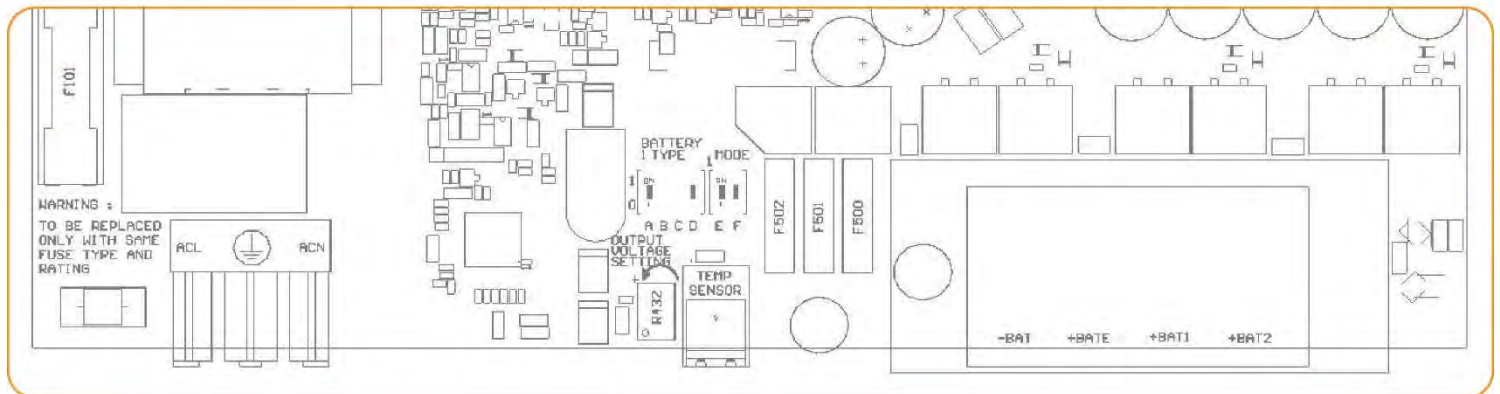 F101
WARNING :
TO BE REPLACED
ONLY WITH SAME
FUSE TYPE AND
RATING
ACL
ACN
BATTERY
1 TYPE
1 MODE
1
0
ON
ON
A B C D
E F
OUTPUT
VOLTAGE
SETTING
+
R432
0
TEMP
SENSOR
F502
F501
F500
+
+
-BAT +BATE +BAT1 +BAT2